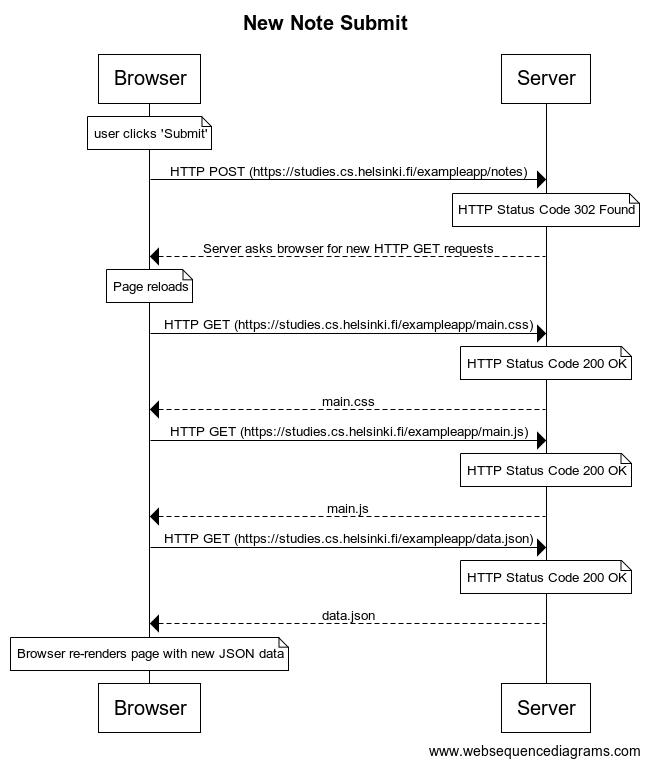 New Note Submit
Browser
Server
user clicks 'Submit'
HTTP POST (https://studies.cs.helsinki.fi/exampleapp/notes)
HTTP Status Code 302 Found
Server asks browser for new HTTP GET requests
Page reloads
HTTP GET (https://studies.cs.helsinki.fi/exampleapp/main.css)
HTTP Status Code 200 OK
main.css
HTTP GET (https://studies.cs.helsinki.fi/exampleapp/main.js)
HTTP Status Code 200 OK
main.js
HTTP GET (https://studies.cs.helsinki.fi/exampleapp/data.json)
HTTP Status Code 200 OK
data.json
Browser re-renders page with new JSON data
Browser
Server
www.websequencediagrams.com